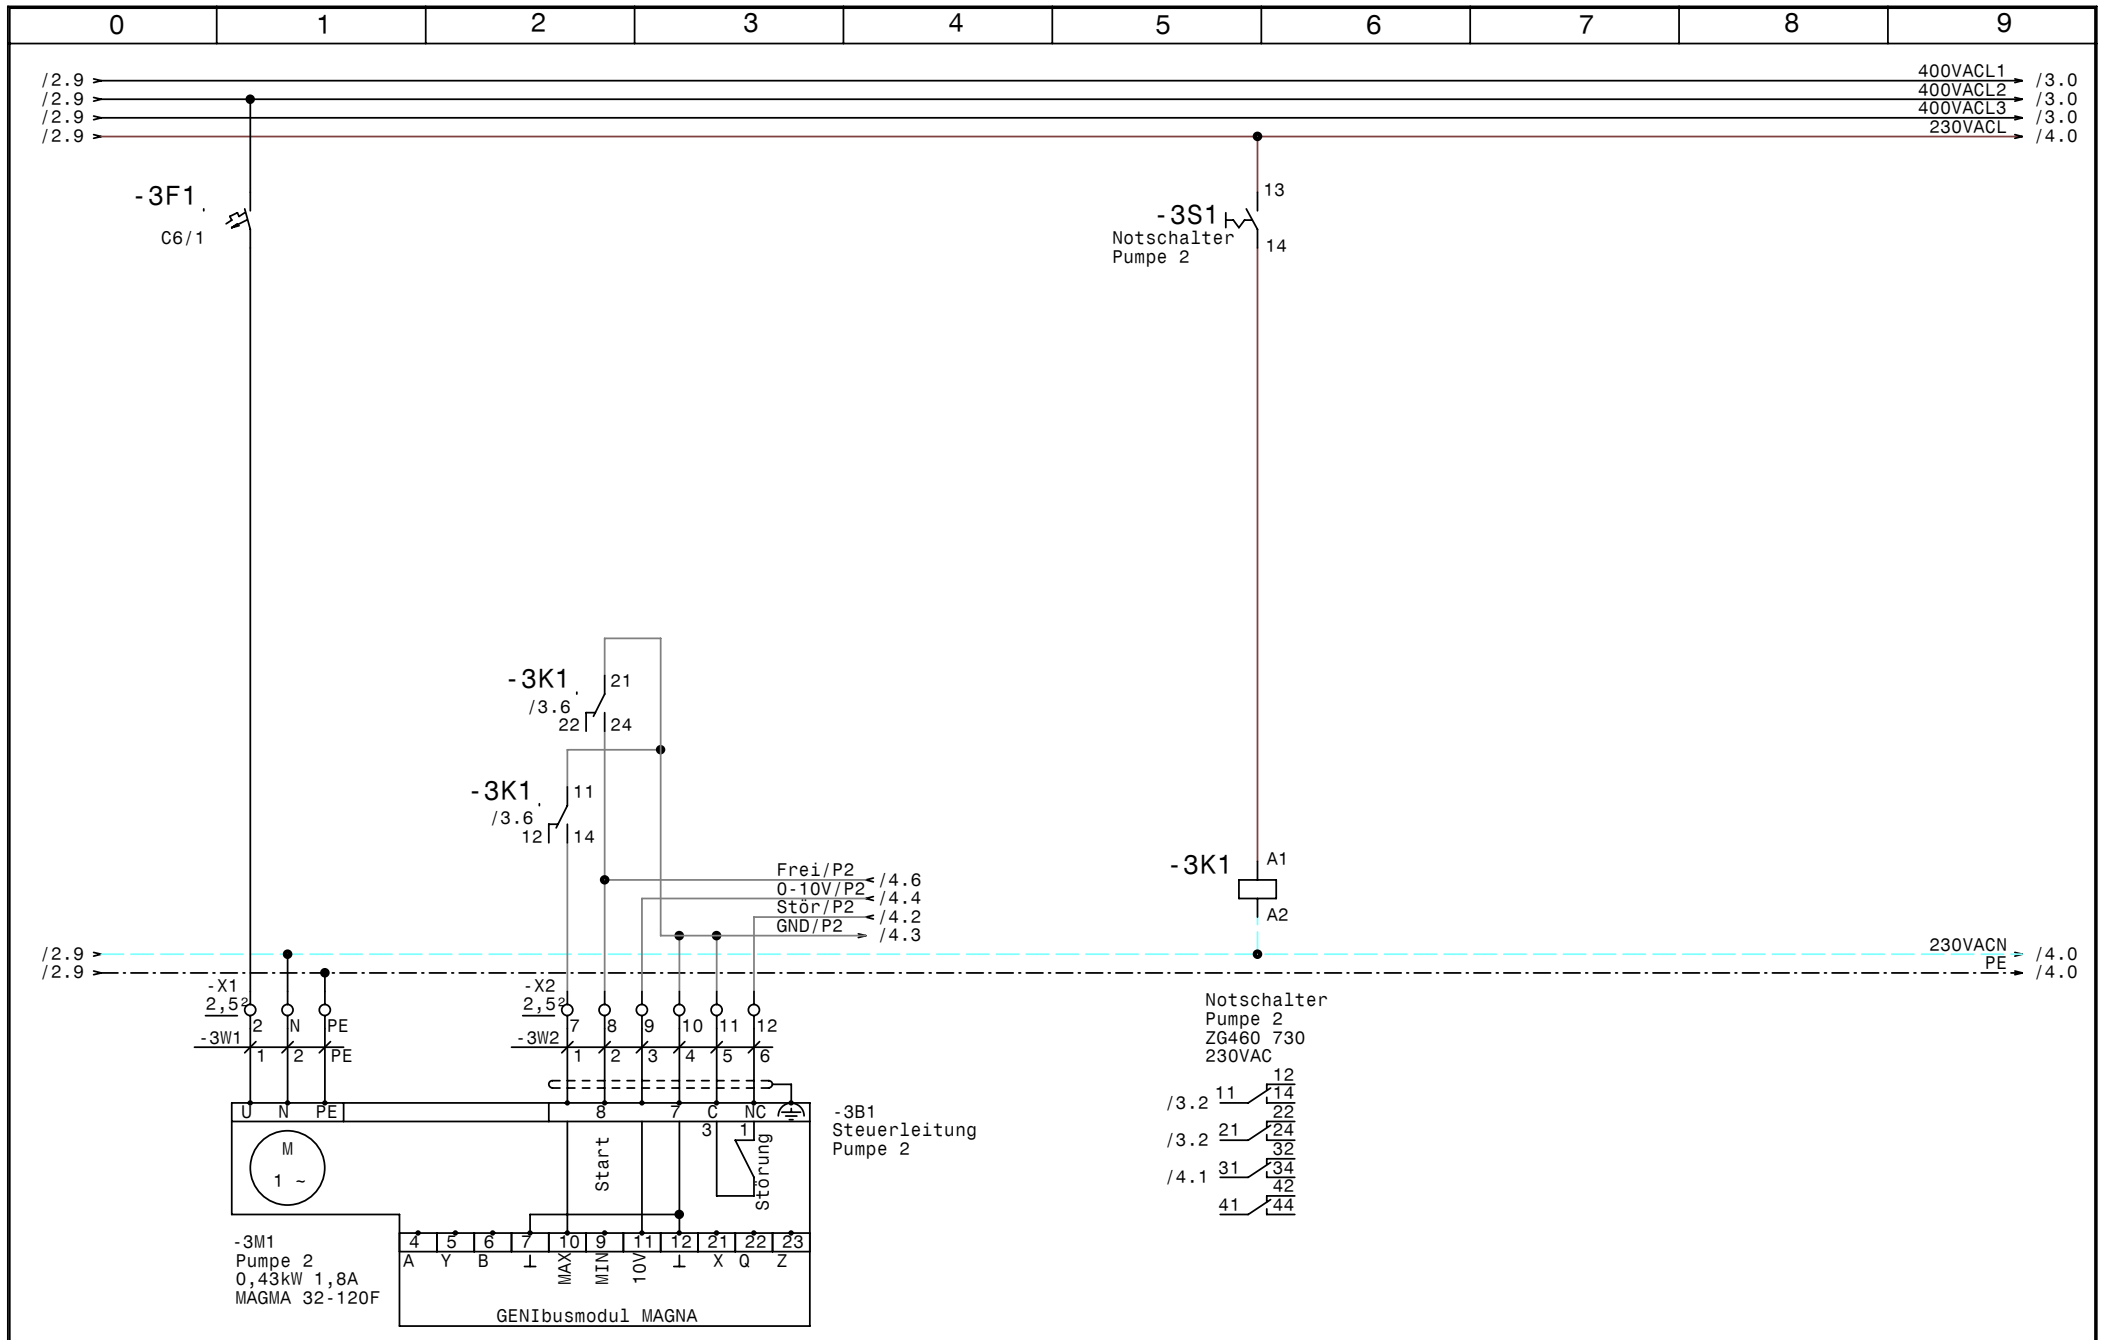 0 1 2 3 4 5 6 7 8 9
/2.9 400VACL1 /3.0
/2.9 400VACL2 /3.0
/2.9 400VACL3 /3.0
/2.9 230VACL /4.0
-3F1
C6/1
13
-3S1
Notschalter
Pumpe 2
14
-3K1 21
/3.6
22 24
-3K1 11
/3.6
12 14
Frei/P2 /4.6
0-10V/P2 /4.4
Stör/P2 /4.2
GND/P2 /4.3
-3K1 A1
A2
/2.9 230VACN /4.0
/2.9 PE /4.0
-X1
2,5²
2 N PE
-3W1
1 2 PE
-X2
2,5²
7 8 9 10 11 12
-3W2
1 2 3 4 5 6
U N PE
8 7 C NC
3 1
M
1 ~
Start
Störung
-3B1
Steuerleitung
Pumpe 2
-3M1
Pumpe 2
0,43kW 1,8A
MAGMA 32-120F
4 5 6 7 10 9 11 12 21 22 23
A Y B ⊥ MAX MIN 10V ⊥ X Q Z
GENIbusmodul MAGNA
Notschalter
Pumpe 2
ZG460 730
230VAC
12
/3.2 11 14
22
/3.2 21 24
32
/4.1 31 34
42
41 44